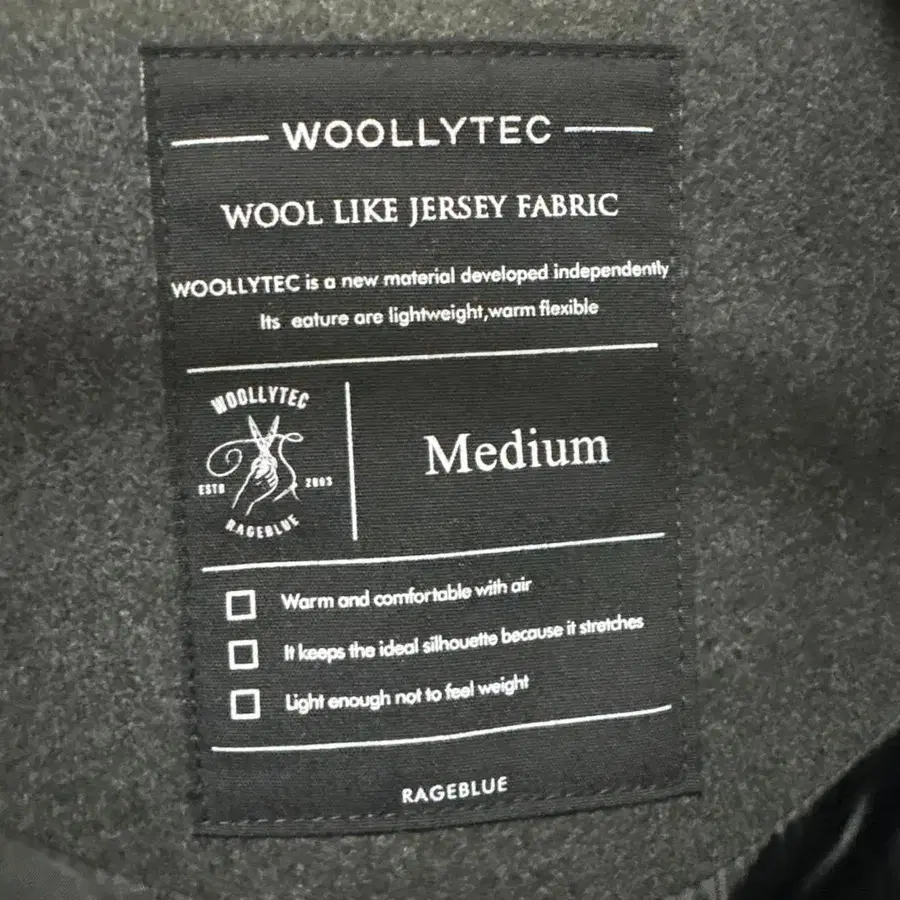 WOOLLYTEC
WOOL LIKE JERSEY FABRIC
WOOLLYTEC is a new material developed independently
Its eature are lightweight,warm flexible
WOOLLYTEC
ESTD 2003
RAGEBLUE
Medium
Warm and comfortable with air
It keeps the ideal silhouette because it stretches
Light enough not to feel weight
RAGEBLUE